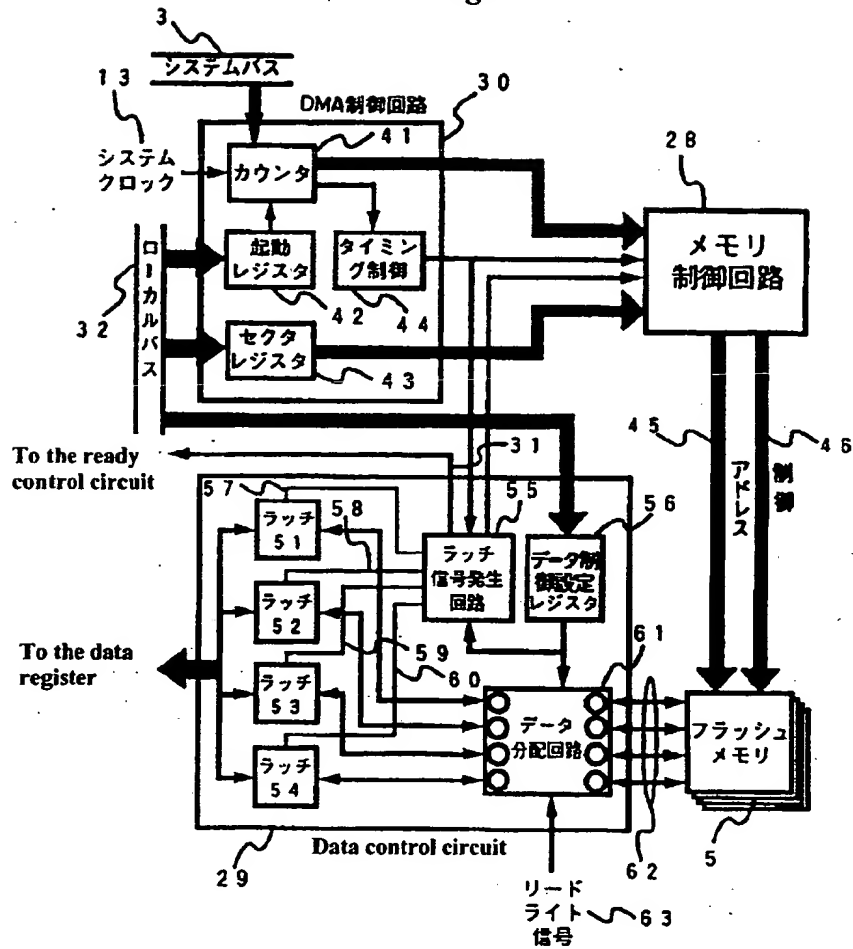 3
システムバス
13
システム
クロック
DMA制御回路
30
41
カウンタ
起動
レジスタ
42
タイミン
グ制御
44
セクタ
レジスタ
43
ローカルバス
32
28
メモリ
制御回路
45
アドレス
46
制御
31
To the ready
control circuit
57
ラッチ
51
58
ラッチ
52
59
ラッチ
53
60
ラッチ
54
55
ラッチ
信号発生
回路
56
データ制
御設定
レジスタ
To the data
register
61
データ
分配回路
フラッシュ
メモリ
5
62
Data control circuit
29
リード
ライト
信号
63